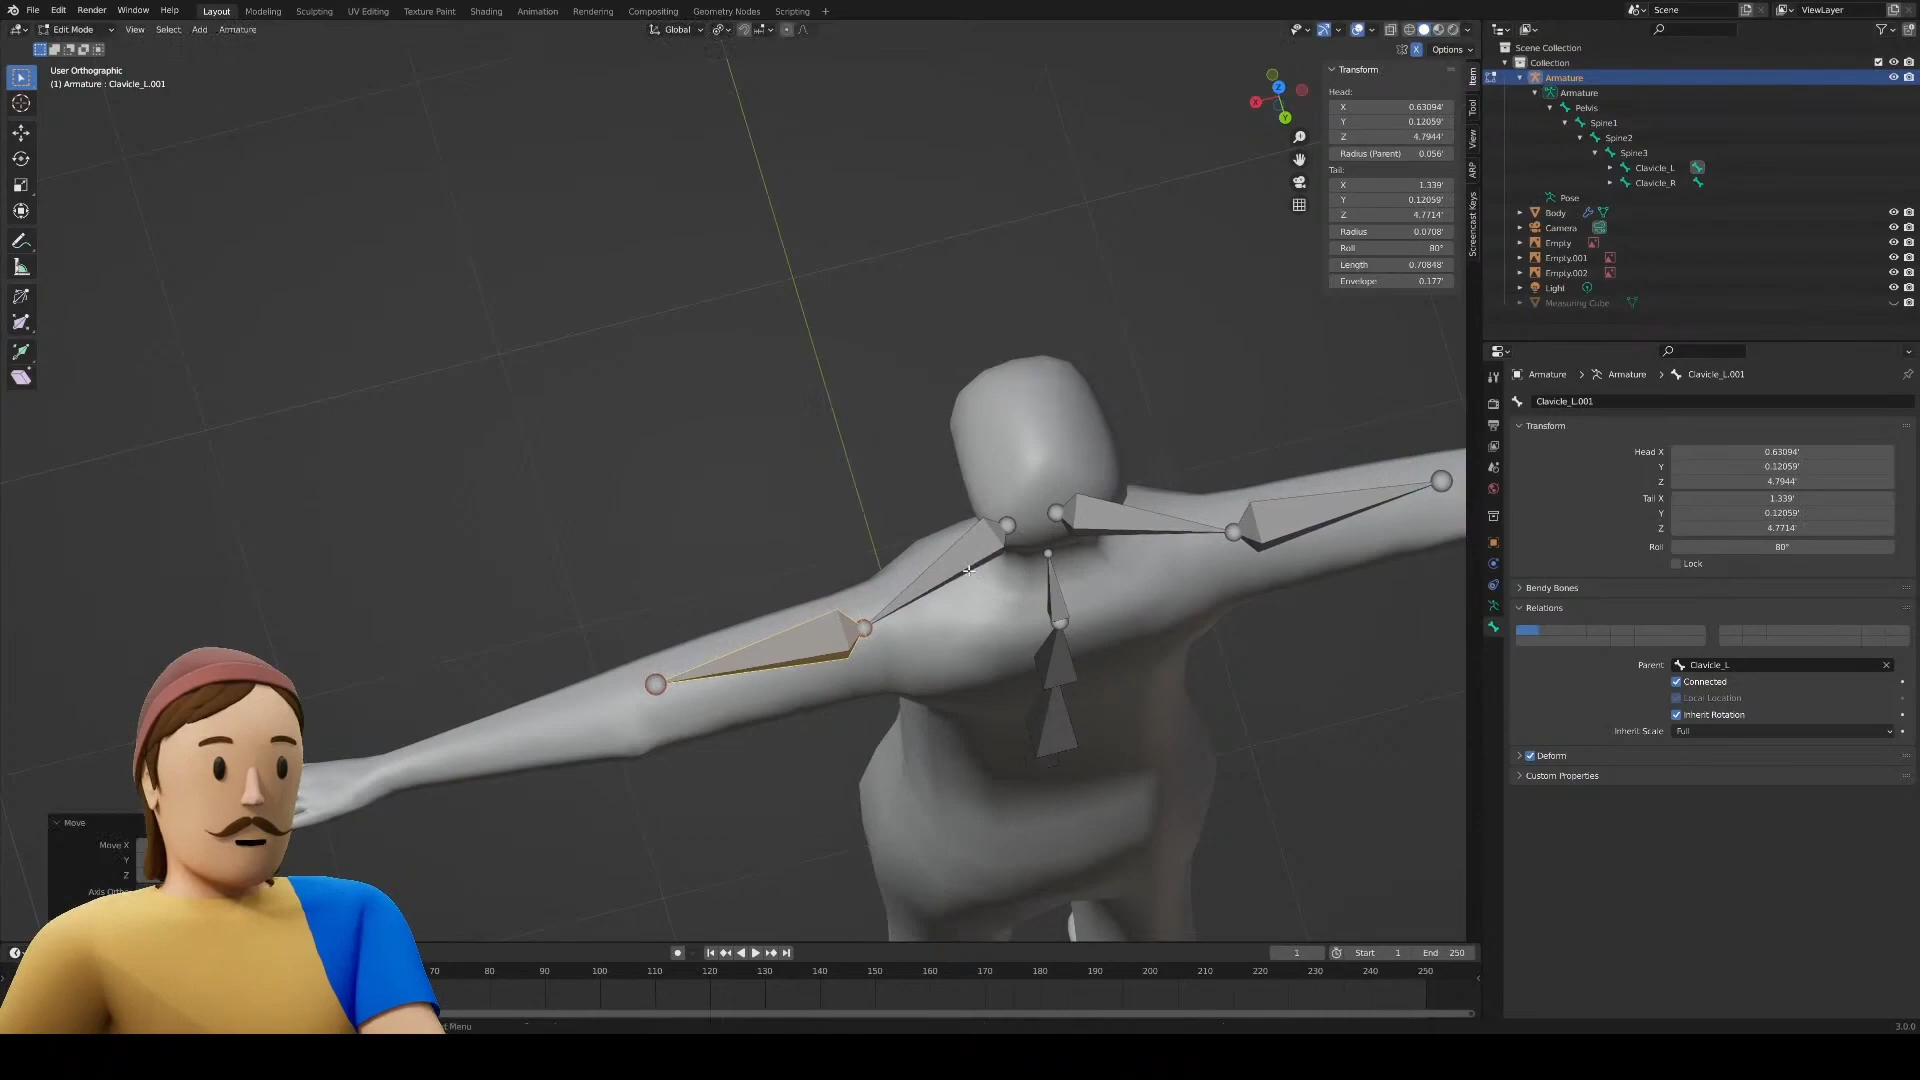 File Edit Render Window Help Layout Modeling Sculpting UV Editing Texture Paint Shading Animation Rendering Compositing Geometry Nodes Scripting +
Scene ViewLayer
Edit Mode View Select Add Armature
Global
Options
User Orthographic
(1) Armature : Clavicle_L.001
X
Z
Y
Transform
Head:
X 0.63094'
Y 0.12059'
Z 4.7944'
Radius (Parent) 0.056'
Tail:
X 1.339'
Y 0.12059'
Z 4.7714'
Radius 0.0708'
Roll 80°
Length 0.70848'
Envelope 0.177'
Item
Tool
View
ARP
Screencast Keys
Scene Collection
Collection
Armature
Armature
Pelvis
Spine1
Spine2
Spine3
Clavicle_L
Clavicle_R
Pose
Body
Camera
Empty
Empty.001
Empty.002
Light
Measuring Cube
Armature > Armature > Clavicle_L.001
Clavicle_L.001
Transform
Head X 0.63094'
Y 0.12059'
Z 4.7944'
Tail X 1.339'
Y 0.12059'
Z 4.7714'
Roll 80°
Lock
Bendy Bones
Relations
Parent Clavicle_L
Connected
Local Location
Inherit Rotation
Inherit Scale Full
Deform
Custom Properties
Move
Move X
Y
Z
Axis Ortho
1 Start 1 End 250
70 80 90 100 110 120 130 140 150 160 170 180 190 200 210 220 230 240 250
Menu
3.0.0